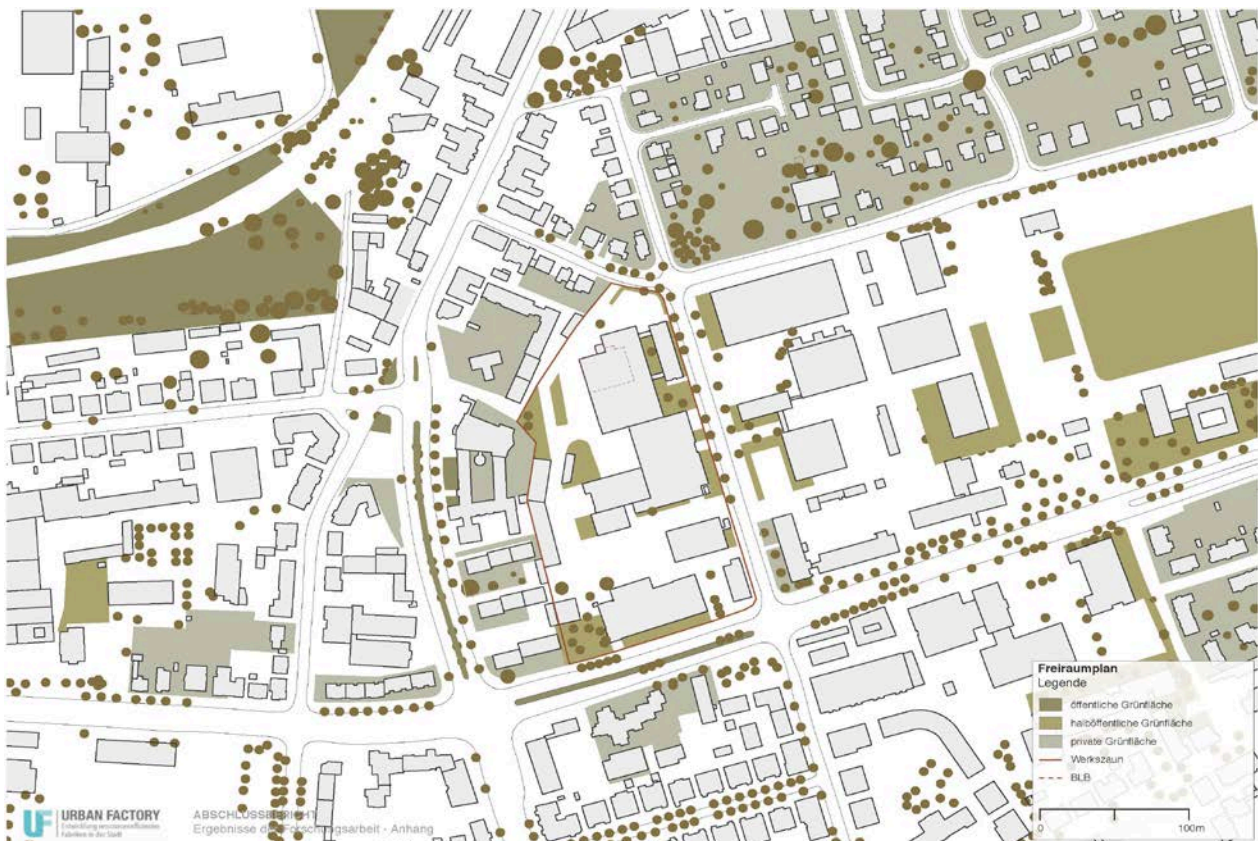 Freiraumplan
Legende
öffentliche Grünfläche
halböffentliche Grünfläche
private Grünfläche
Werkszaun
BLB
0 100m
UF URBAN FACTORY
Entwicklung ressourceneffizienter
Fabriken in der Stadt
ABSCHLUSSBERICHT
Ergebnisse der Forschungsarbeit - Anhang